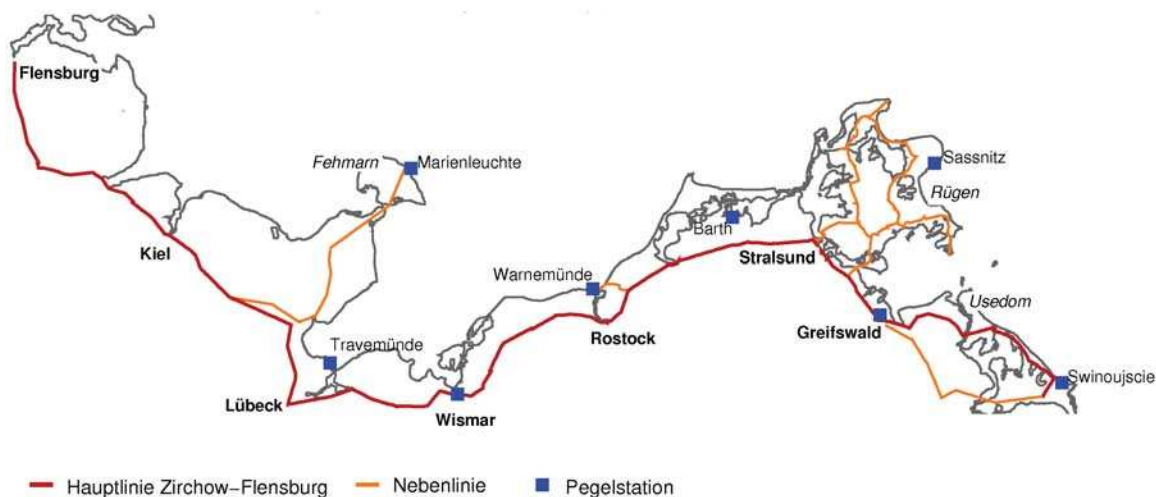 Flensburg
Fehmarn
Marienleuchte
Sassnitz
Rügen
Barth
Kiel
Stralsund
Warnemünde
Usedom
Rostock
Greifswald
Travemünde
Swinoujscie
Lübeck
Wismar
Hauptlinie Zirchow–Flensburg
Nebenlinie
Pegelstation